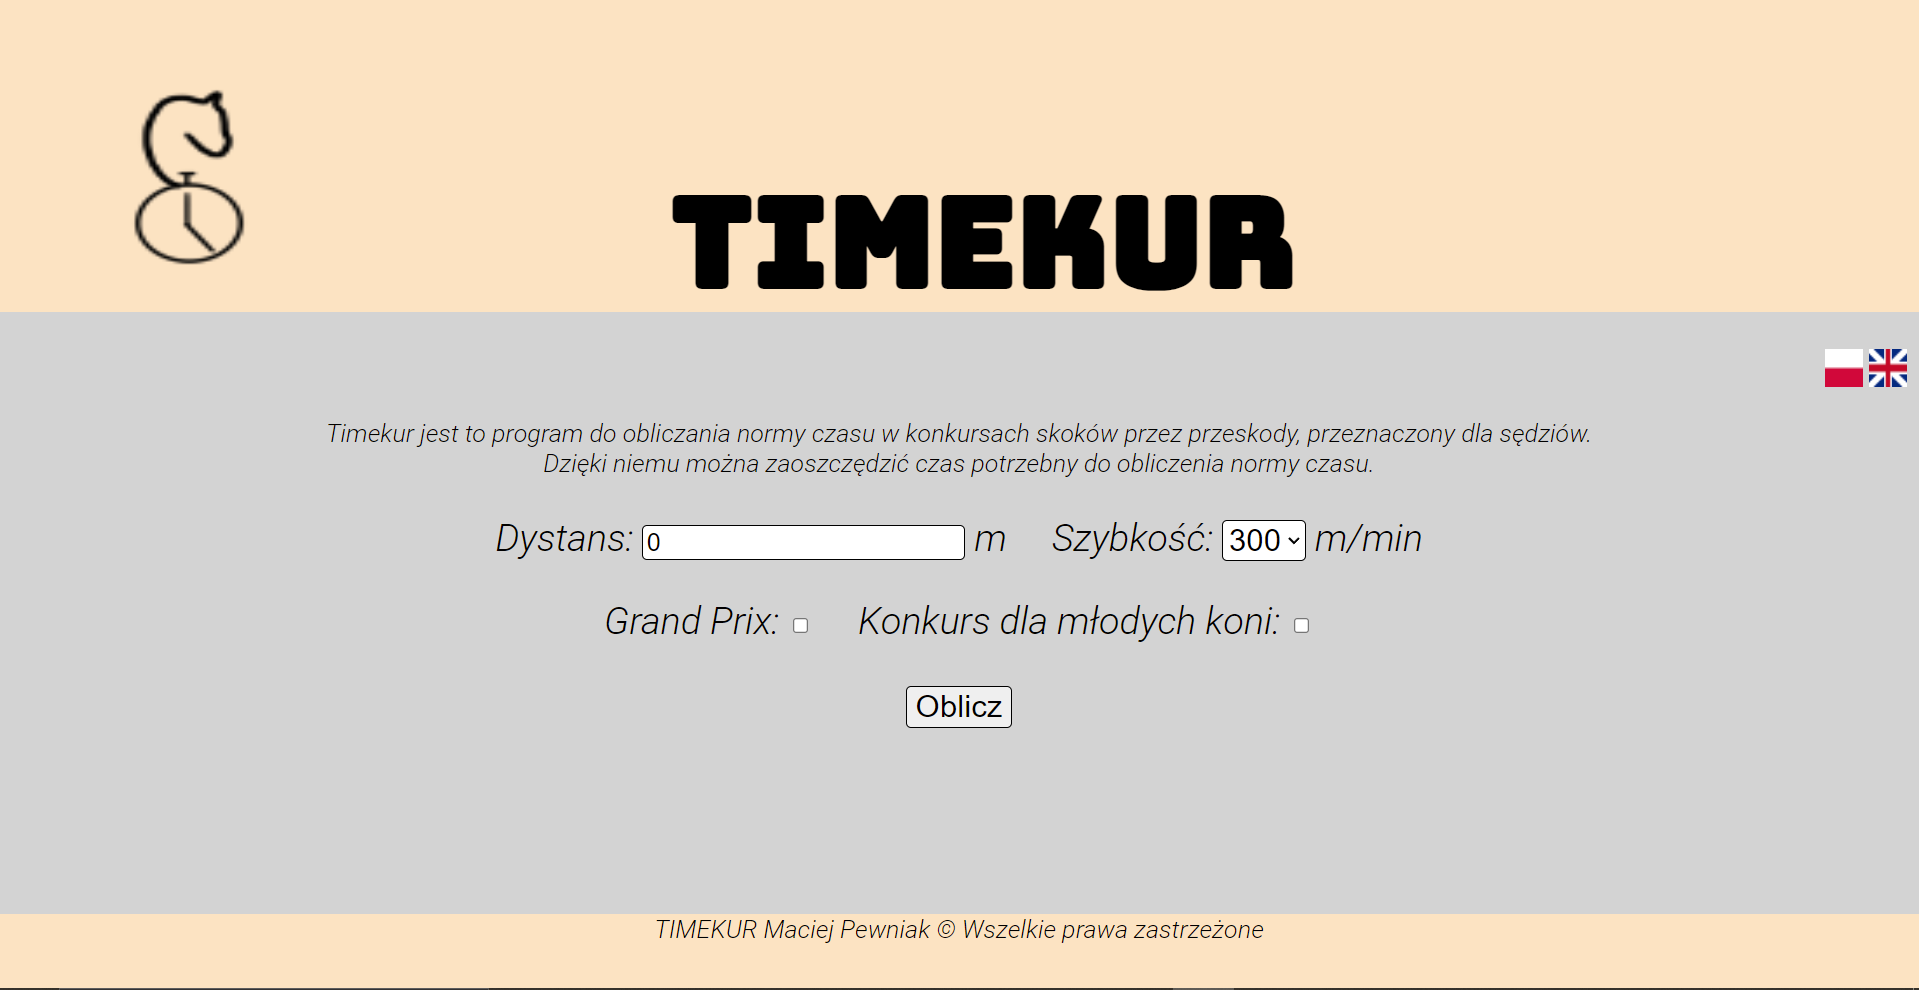 TIMEKUR
Timekur jest to program do obliczania normy czasu w konkursach skoków przez przeskody, przeznaczony dla sędziów.
Dzięki niemu można zaoszczędzić czas potrzebny do obliczenia normy czasu.
Dystans: 0 m Szybkość: 300 m/min
Grand Prix: Konkurs dla młodych koni:
Oblicz
TIMEKUR Maciej Pewniak © Wszelkie prawa zastrzeżone